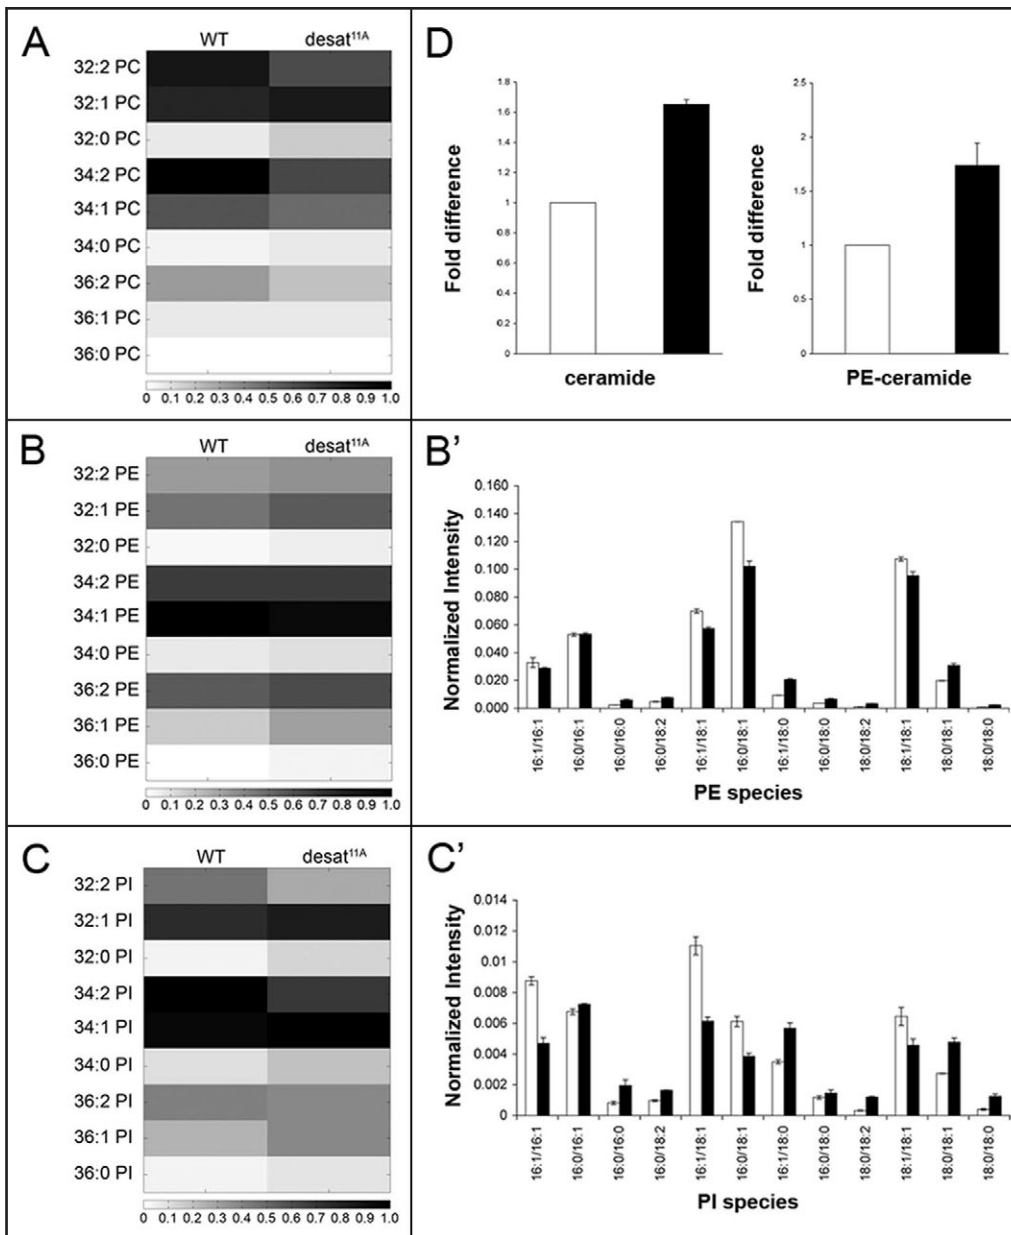 A
WT desat11A
32:2 PC
32:1 PC
32:0 PC
34:2 PC
34:1 PC
34:0 PC
36:2 PC
36:1 PC
36:0 PC
0 0.1 0.2 0.3 0.4 0.5 0.6 0.7 0.8 0.9 1.0
D
Fold difference
1.8
1.6
1.4
1.2
1
0.8
0.6
0.4
0.2
0
ceramide
Fold difference
2.5
2
1.5
1
0.5
0
PE-ceramide
B
WT desat11A
32:2 PE
32:1 PE
32:0 PE
34:2 PE
34:1 PE
34:0 PE
36:2 PE
36:1 PE
36:0 PE
0 0.1 0.2 0.3 0.4 0.5 0.6 0.7 0.8 0.9 1.0
B'
Normalized Intensity
0.160
0.140
0.120
0.100
0.080
0.060
0.040
0.020
0.000
16:1/16:1
16:0/16:1
16:0/16:0
16:0/18:2
16:1/18:1
16:0/18:1
16:1/18:0
16:0/18:0
18:0/18:2
18:1/18:1
18:0/18:1
18:0/18:0
PE species
C
WT desat11A
32:2 PI
32:1 PI
32:0 PI
34:2 PI
34:1 PI
34:0 PI
36:2 PI
36:1 PI
36:0 PI
0 0.1 0.2 0.3 0.4 0.5 0.6 0.7 0.8 0.9 1.0
C'
Normalized Intensity
0.014
0.012
0.010
0.008
0.006
0.004
0.002
0
16:1/16:1
16:0/16:1
16:0/16:0
16:0/18:2
16:1/18:1
16:0/18:1
16:1/18:0
16:0/18:0
18:0/18:2
18:1/18:1
18:0/18:1
18:0/18:0
PI species